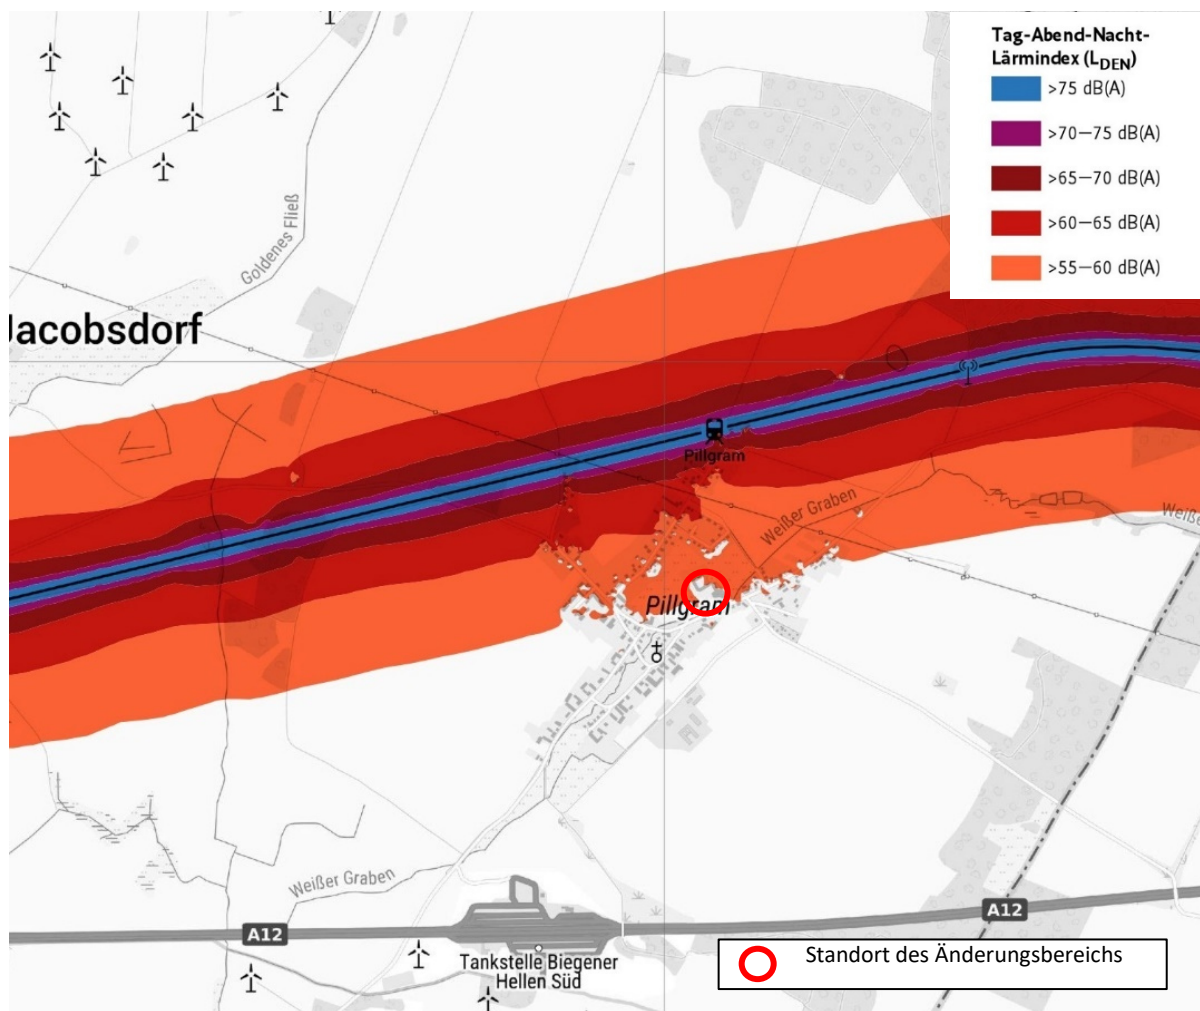 Tag-Abend-Nacht-
Lärmindex (LDEN)
>75 dB(A)
>70—75 dB(A)
>65—70 dB(A)
>60—65 dB(A)
>55—60 dB(A)
Goldenes Fließ
Jacobsdorf
Pillgram
Weißer Graben
Weiße
Pillgram
Weißer Graben
A12
A12
Tankstelle Biegener
Hellen Süd
Standort des Änderungsbereichs